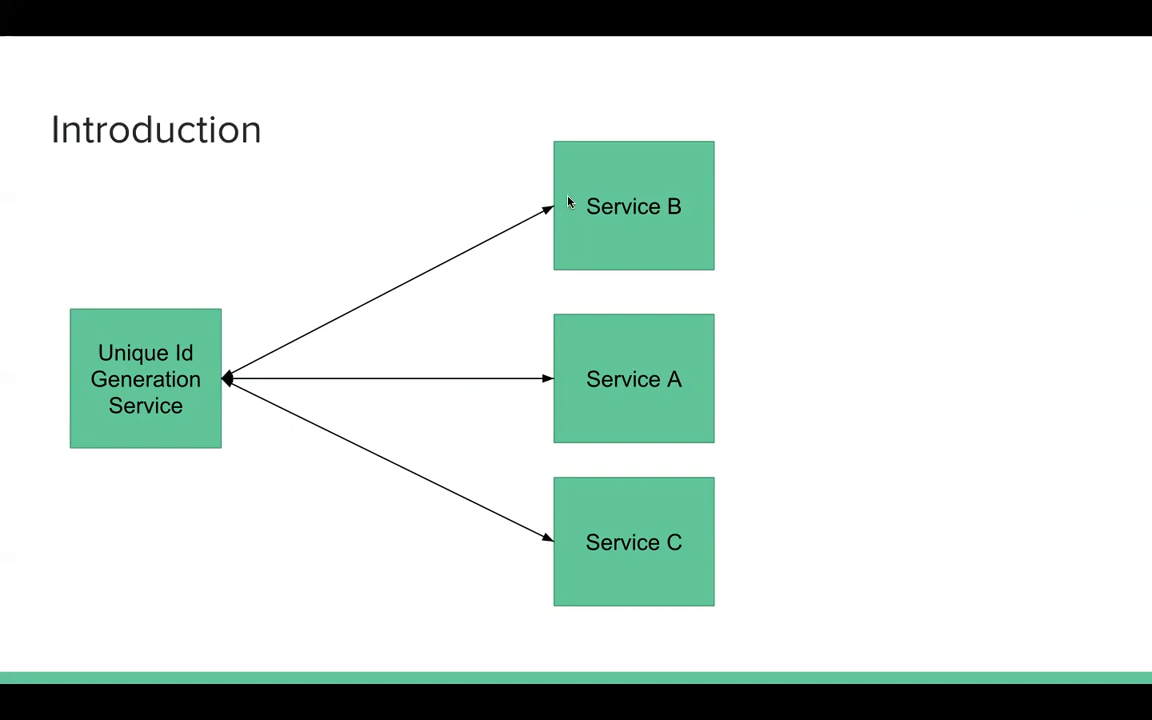 Introduction
Service B
Unique Id
Generation
Service
Service A
Service C